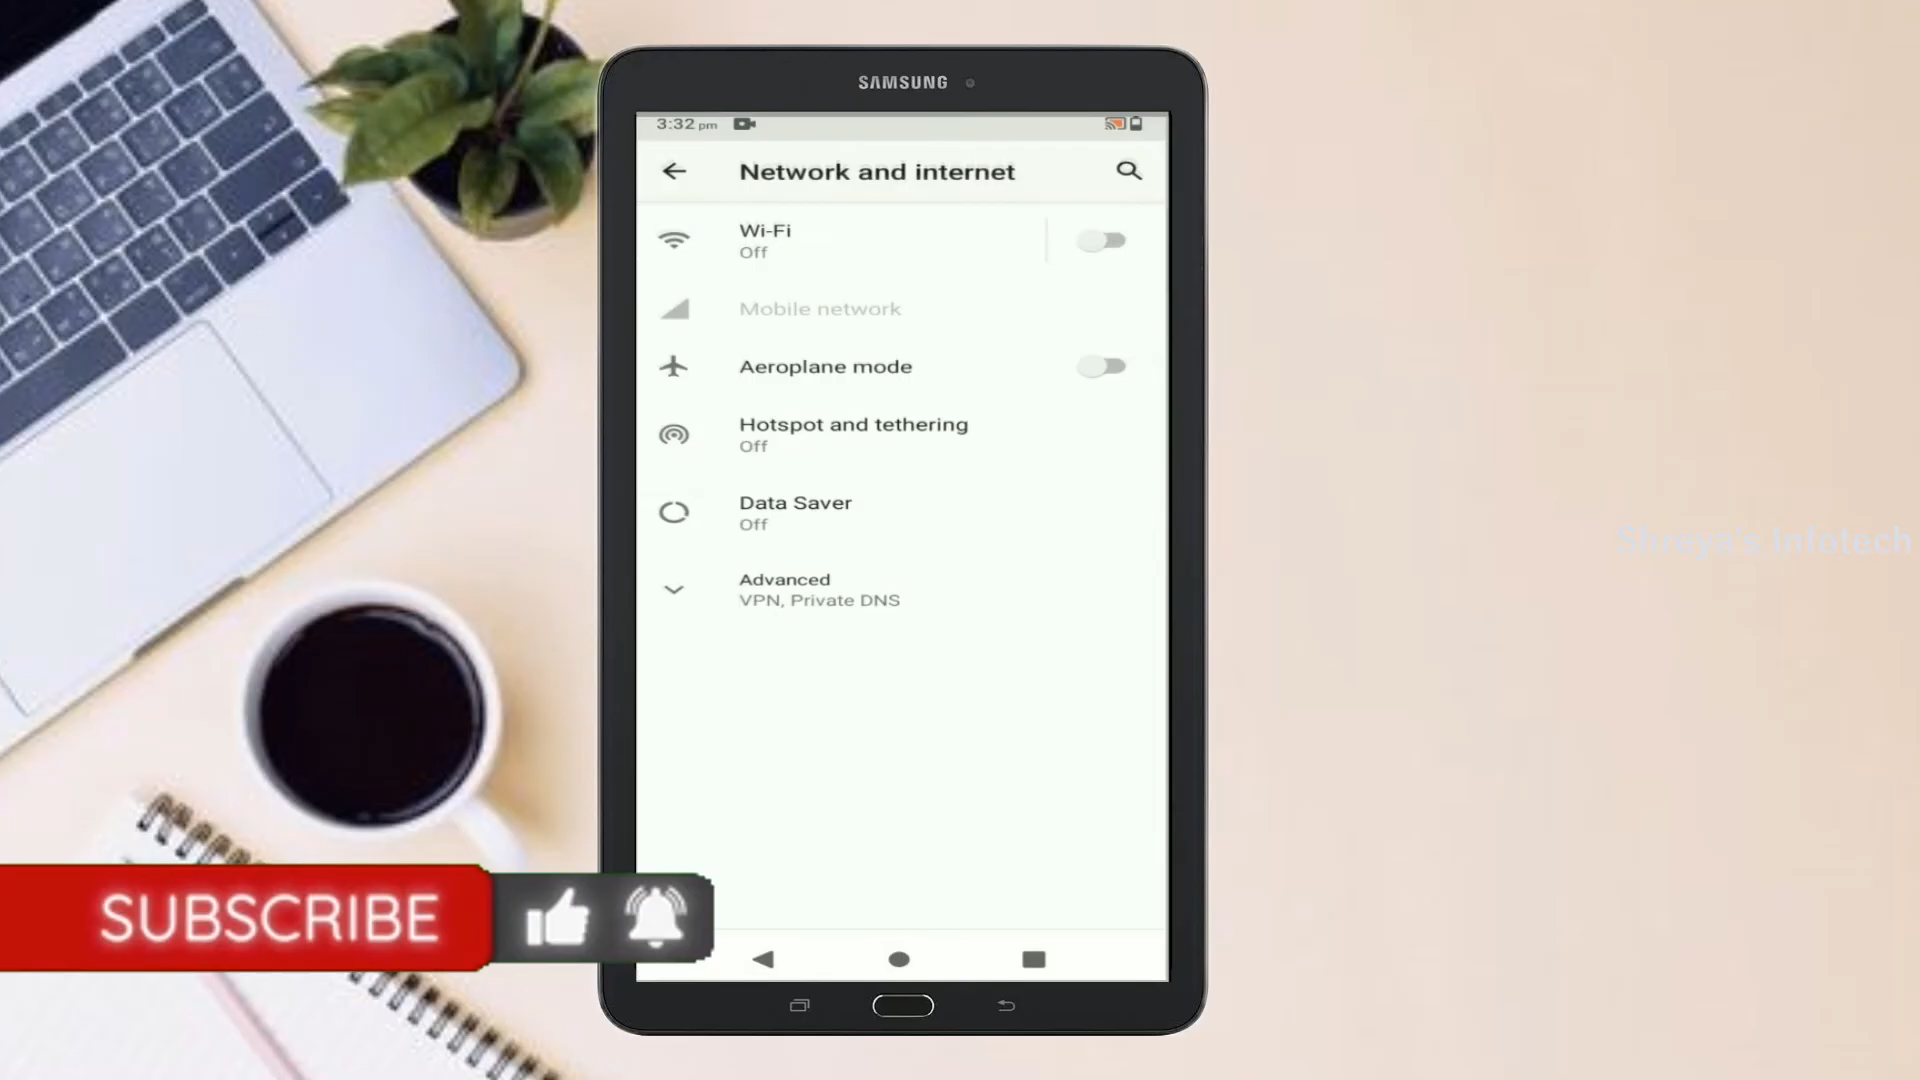 SAMSUNG
3:32 pm
Network and internet
Wi-Fi
Off
Mobile network
Aeroplane mode
Hotspot and tethering
Off
Data Saver
Off
Shreya's Infotech
Advanced
VPN, Private DNS
SUBSCRIBE